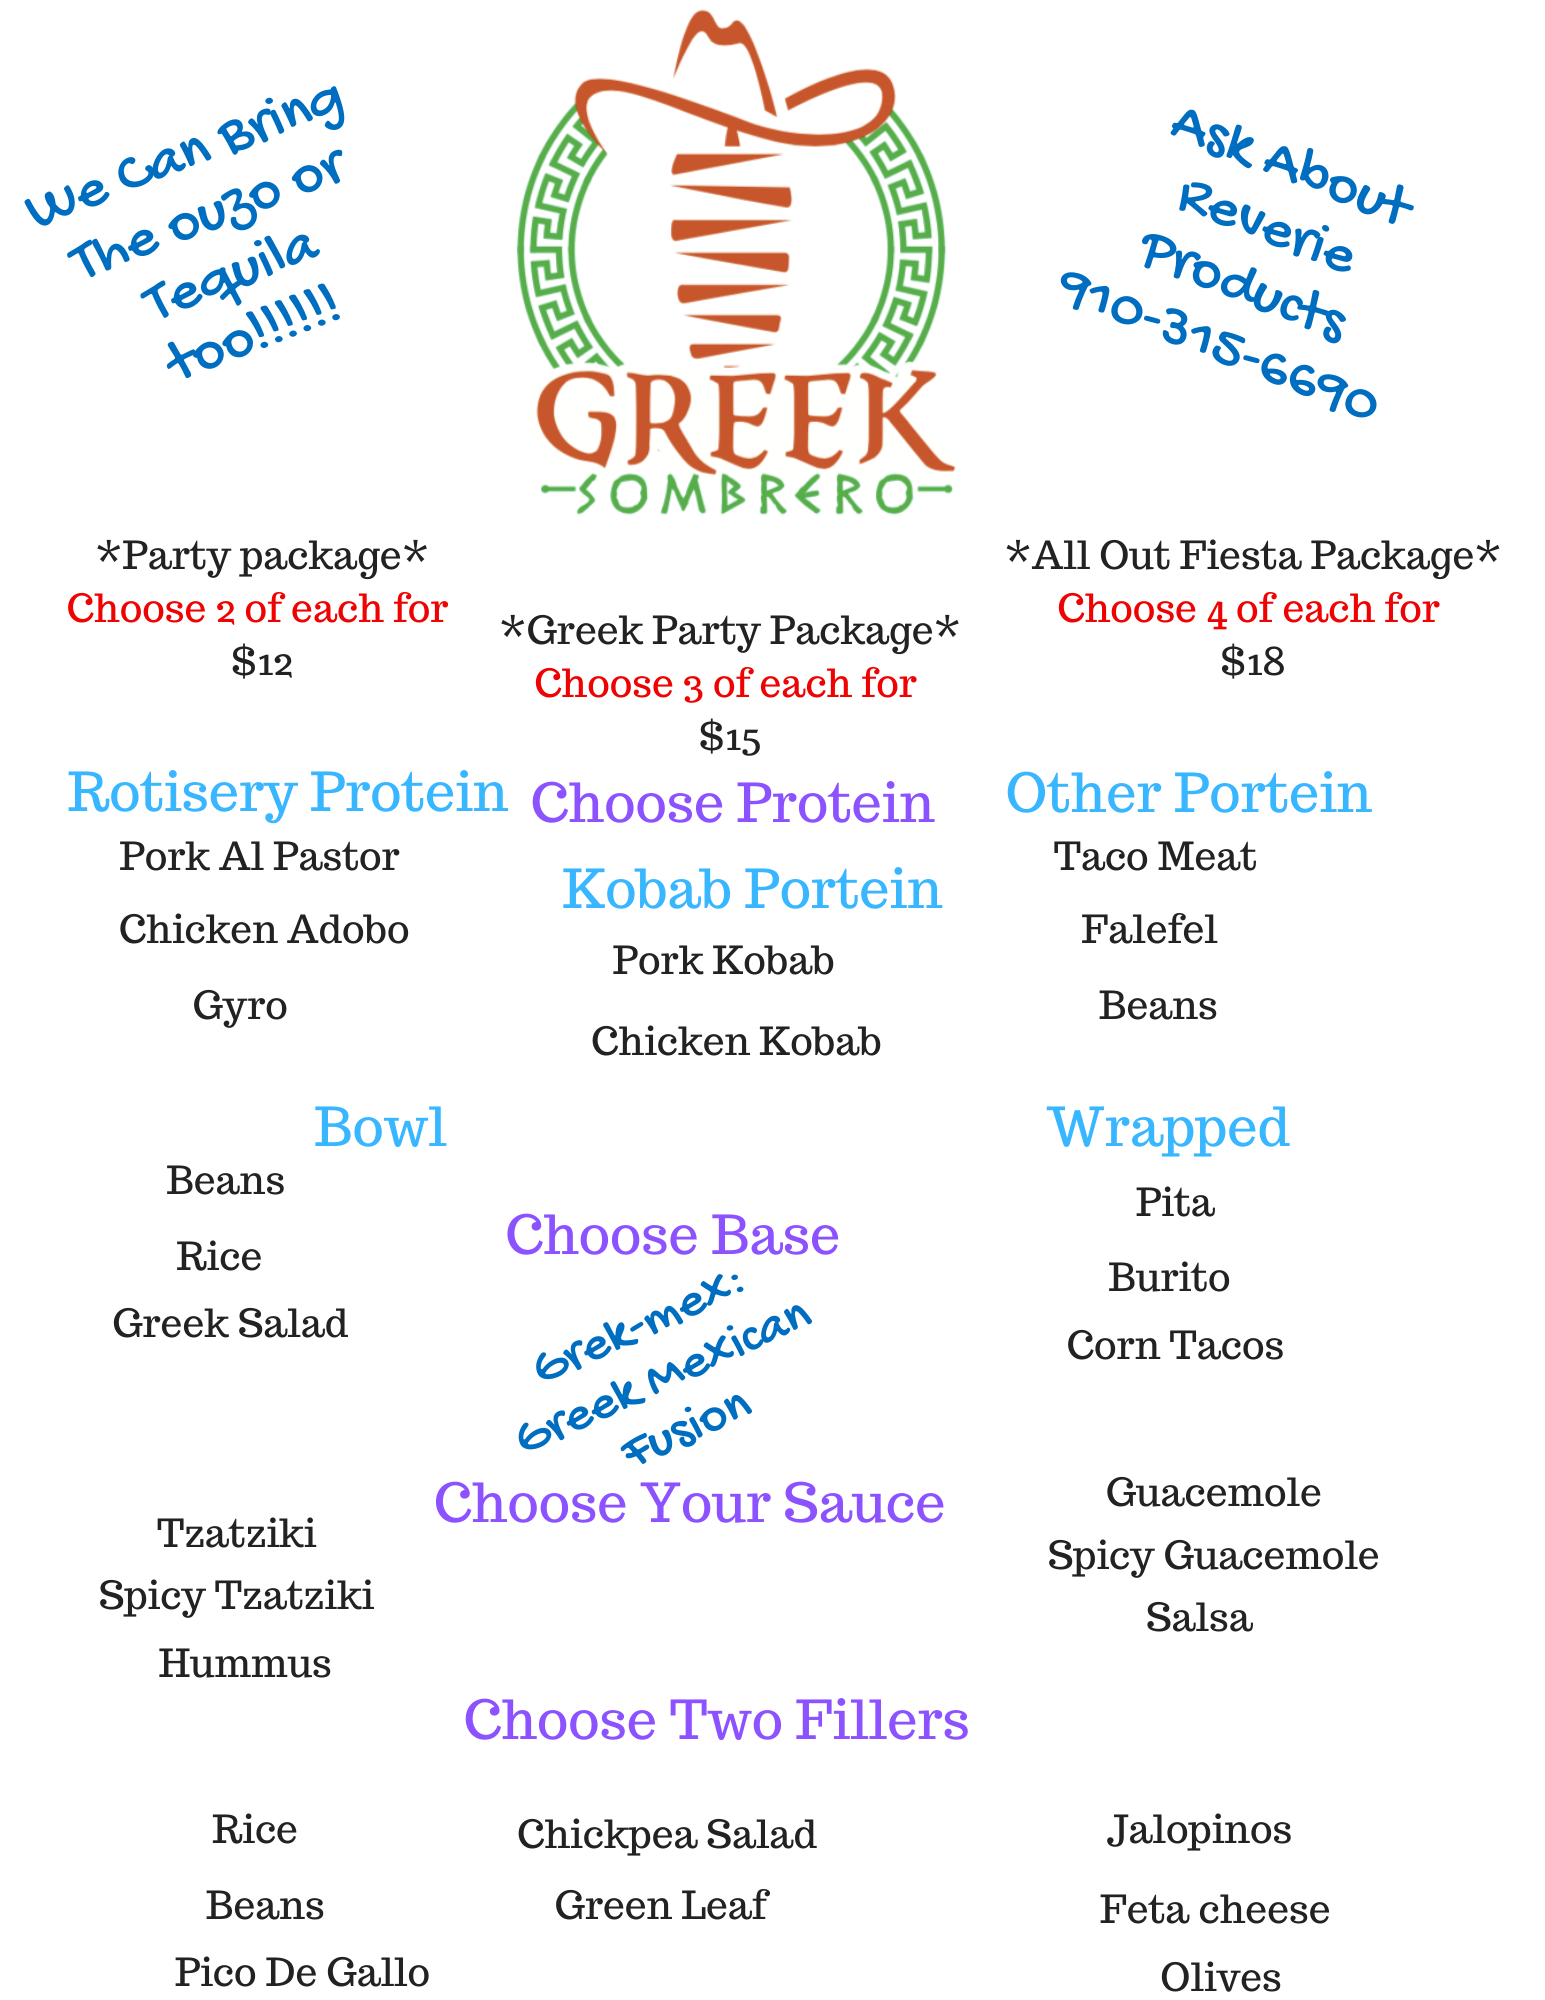 We Can Bring
The ouzo or
Tequila
too!!!!!!
GREEK
SOMBRERO
Ask About
Reverie
Products
910-315-6690
*Party package*
Choose 2 of each for
$12
*Greek Party Package*
Choose 3 of each for
$15
*All Out Fiesta Package*
Choose 4 of each for
$18
Choose Protein
Rotisery Protein
Pork Al Pastor
Chicken Adobo
Gyro
Kobab Portein
Pork Kobab
Chicken Kobab
Other Portein
Taco Meat
Falefel
Beans
Choose Base
Bowl
Beans
Rice
Greek Salad
Grek-mex:
Greek Mexican
Fusion
Wrapped
Pita
Burito
Corn Tacos
Choose Your Sauce
Tzatziki
Spicy Tzatziki
Hummus
Guacemole
Spicy Guacemole
Salsa
Choose Two Fillers
Rice
Beans
Pico De Gallo
Chickpea Salad
Green Leaf
Jalopinos
Feta cheese
Olives